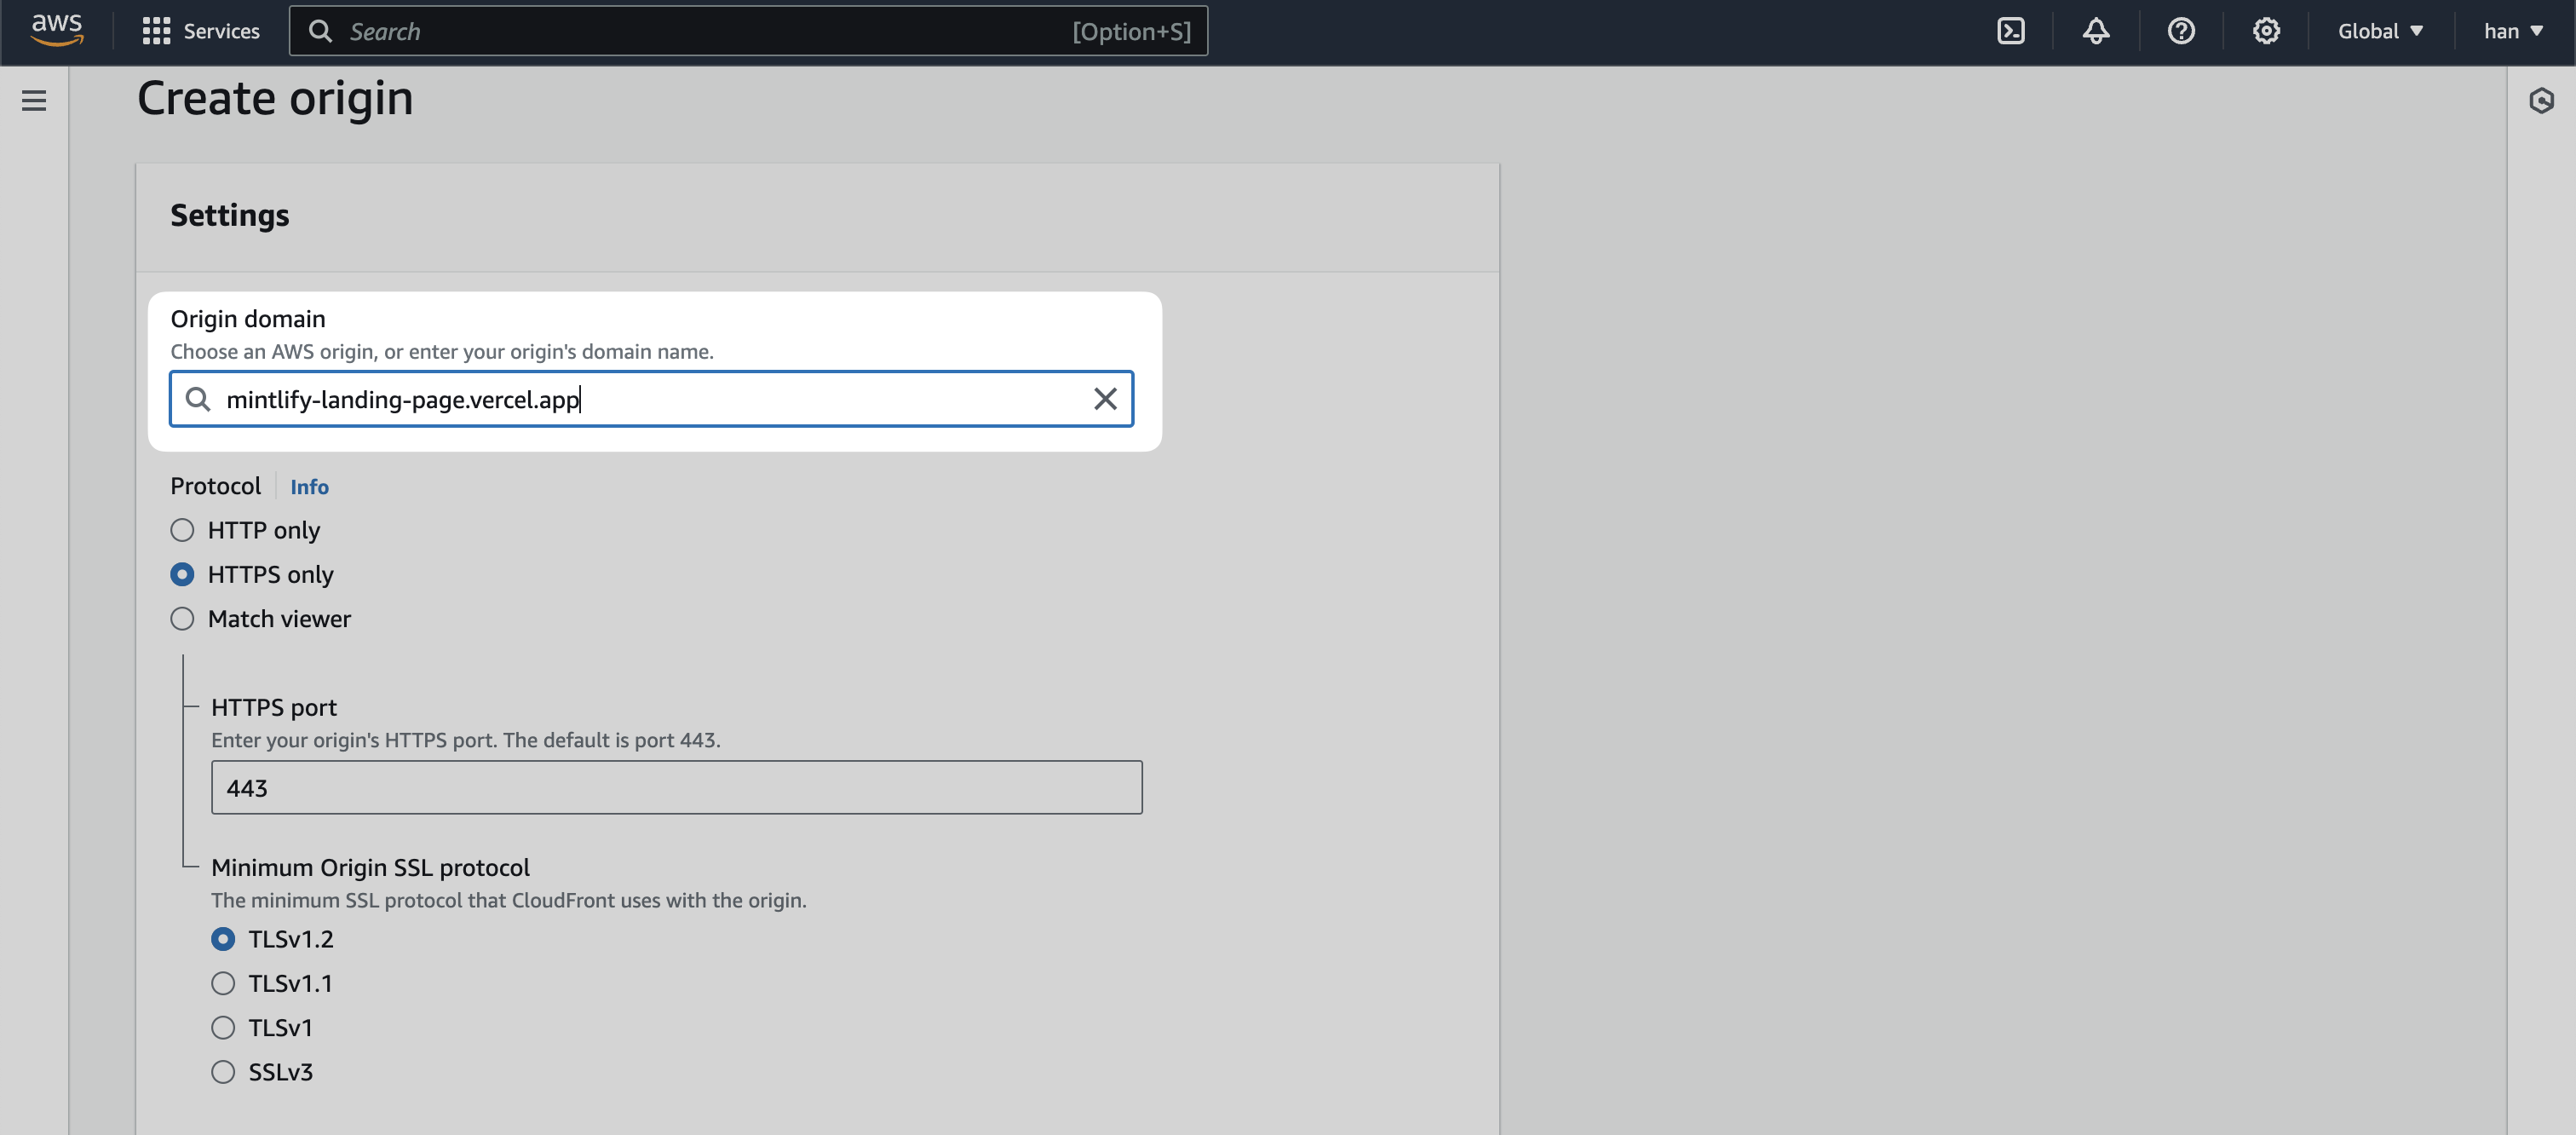 aws
Services
Search
[Option+S]
Global
han
Create origin
Settings
Origin domain
Choose an AWS origin, or enter your origin's domain name.
mintlify-landing-page.vercel.app
Protocol
Info
HTTP only
HTTPS only
Match viewer
HTTPS port
Enter your origin's HTTPS port. The default is port 443.
443
Minimum Origin SSL protocol
The minimum SSL protocol that CloudFront uses with the origin.
TLSv1.2
TLSv1.1
TLSv1
SSLv3